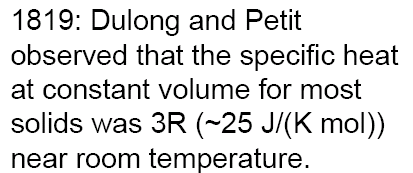 1819: Dulong and Petit
observed that the specific heat
at constant volume for most
solids was 3R (~25 J/(K mol))
near room temperature.